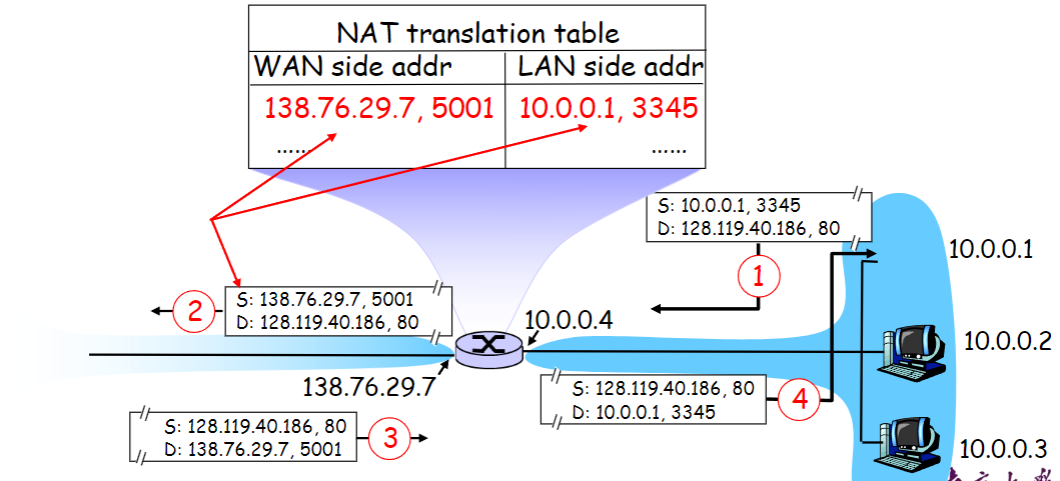 NAT translation table
WAN side addr LAN side addr
138.76.29.7, 5001 10.0.0.1, 3345
...... ......
S: 10.0.0.1, 3345
D: 128.119.40.186, 80
1
10.0.0.1
2
S: 138.76.29.7, 5001
D: 128.119.40.186, 80
10.0.0.4
10.0.0.2
138.76.29.7
S: 128.119.40.186, 80
D: 10.0.0.1, 3345
4
S: 128.119.40.186, 80
D: 138.76.29.7, 5001
3
10.0.0.3